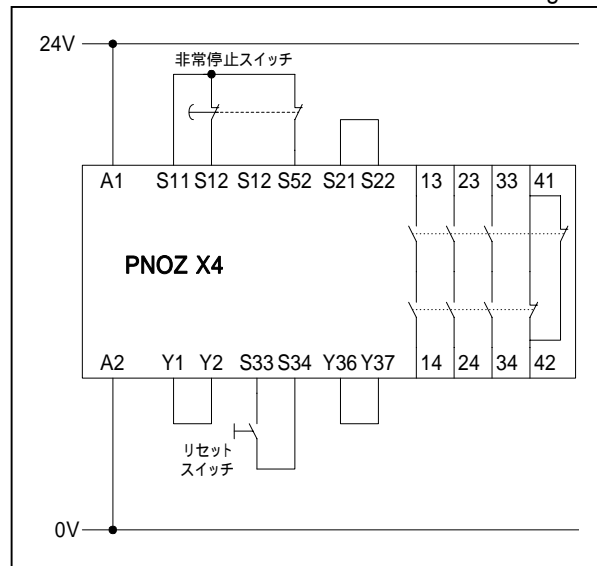 24V
非常停止スイッチ
A1 S11 S12 S12 S52 S21 S22 13 23 33 41
PNOZ X4
A2 Y1 Y2 S33 S34 Y36 Y37 14 24 34 42
リセット
スイッチ
0V